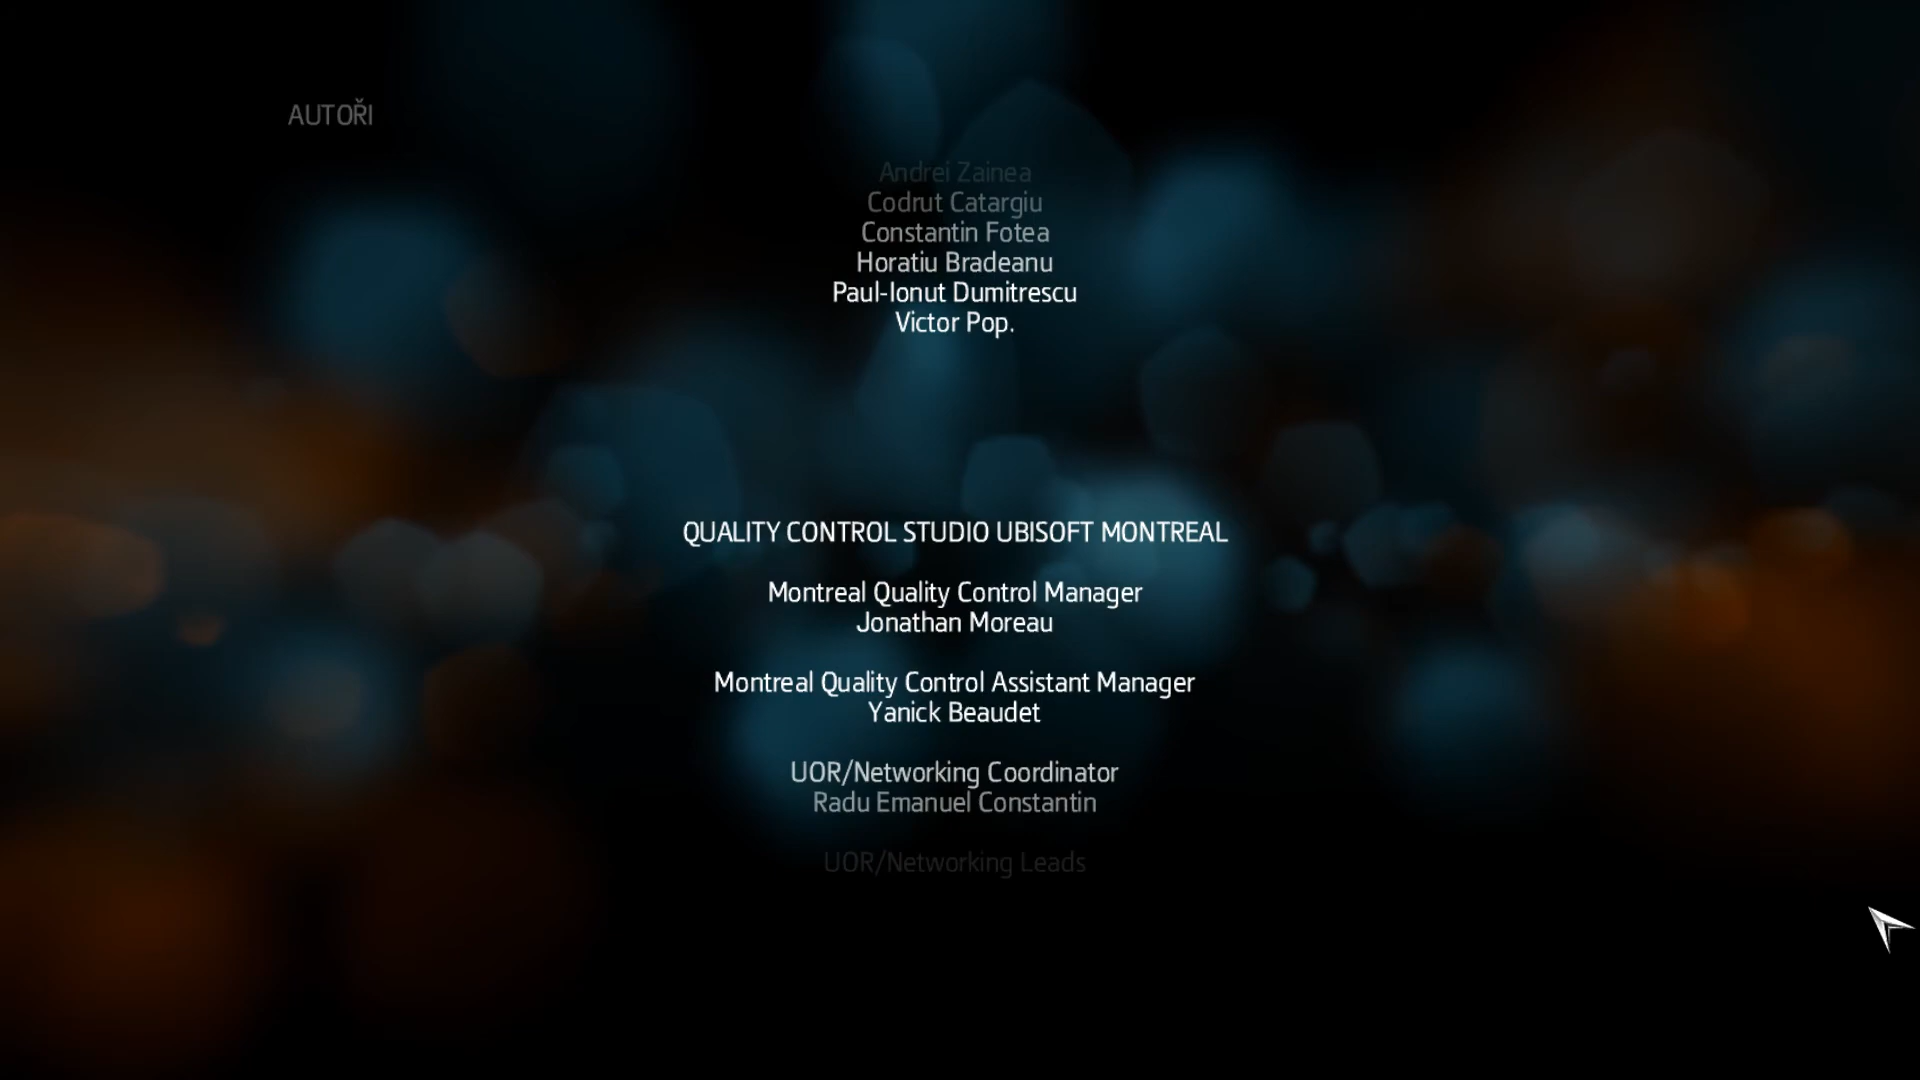 AUTOŘI
Andrei Zainea
Codrut Catargiu
Constantin Fotea
Horatiu Bradeanu
Paul-Ionut Dumitrescu
Victor Pop.
QUALITY CONTROL STUDIO UBISOFT MONTREAL
Montreal Quality Control Manager
Jonathan Moreau
Montreal Quality Control Assistant Manager
Yanick Beaudet
UOR/Networking Coordinator
Radu Emanuel Constantin
UOR/Networking Leads